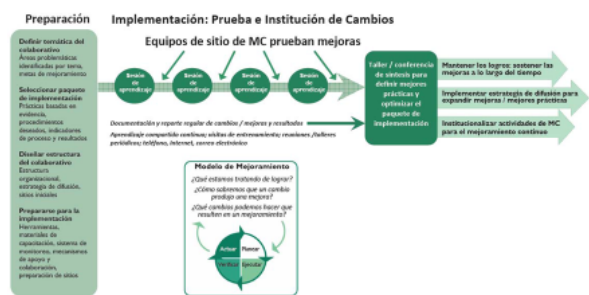 Preparación
Implementación: Prueba e Institución de Cambios
Definir temática del
colaborativo
Áreas problemáticas
identificadas por tema,
metas de mejoramiento
Seleccionar paquete
de implementación
Prácticas basadas en
evidencia,
procedimientos
deseados, indicadores
de proceso y resultados
Diseñar estructura
del colaborativo
Estructura
organizacional,
estrategia de difusión,
sitios iniciales
Prepararse para la
implementación
Herramientas,
materiales de
capacitación, sistema de
monitoreo, mecanismos
de apoyo y
colaboración,
preparación de sitios
Equipos de sitio de MC prueban mejoras
Sesión
de
aprendizaje
Sesión
de
aprendizaje
Sesión
de
aprendizaje
Sesión
de
aprendizaje
Documentación y reporte regular de cambios / mejoras y resultados
Aprendizaje compartido continuo; visitas de entrenamiento; reuniones /talleres
periódicos; teléfono, internet, correo electrónico
Taller / conferencia
de síntesis para
definir mejores
prácticas y
optimizar el
paquete de
implementación
Mantener los logros: sostener las
mejoras a lo largo del tiempo
Implementar estrategia de difusión para
expandir mejoras / mejores prácticas
Institucionalizar actividades de MC
para el mejoramiento continuo
Modelo de Mejoramiento
¿Qué estamos tratando de lograr?
¿Cómo sabremos que un cambio
produjo una mejora?
¿Qué cambios podemos hacer que
resulten en un mejoramiento?
Actuar
Planear
Verificar
Ejecutar